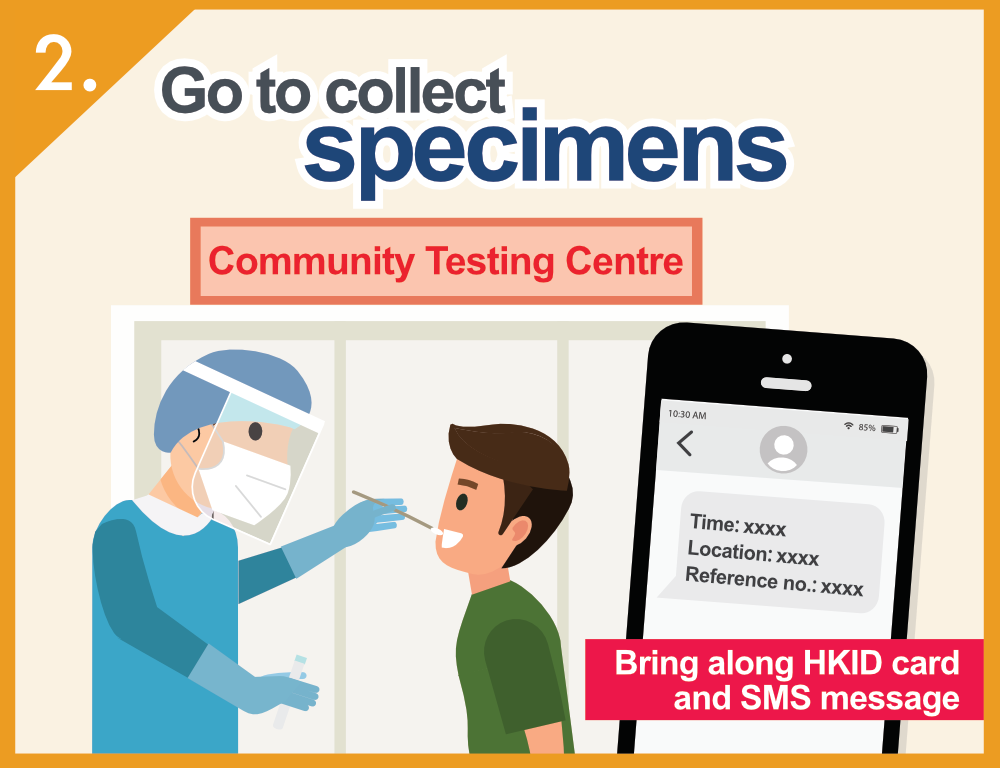 2.
Go to collect
specimens
Community Testing Centre
10:30 AM
85%
Time: xxxx
Location: xxxx
Reference no.: xxxx
Bring along HKID card
and SMS message